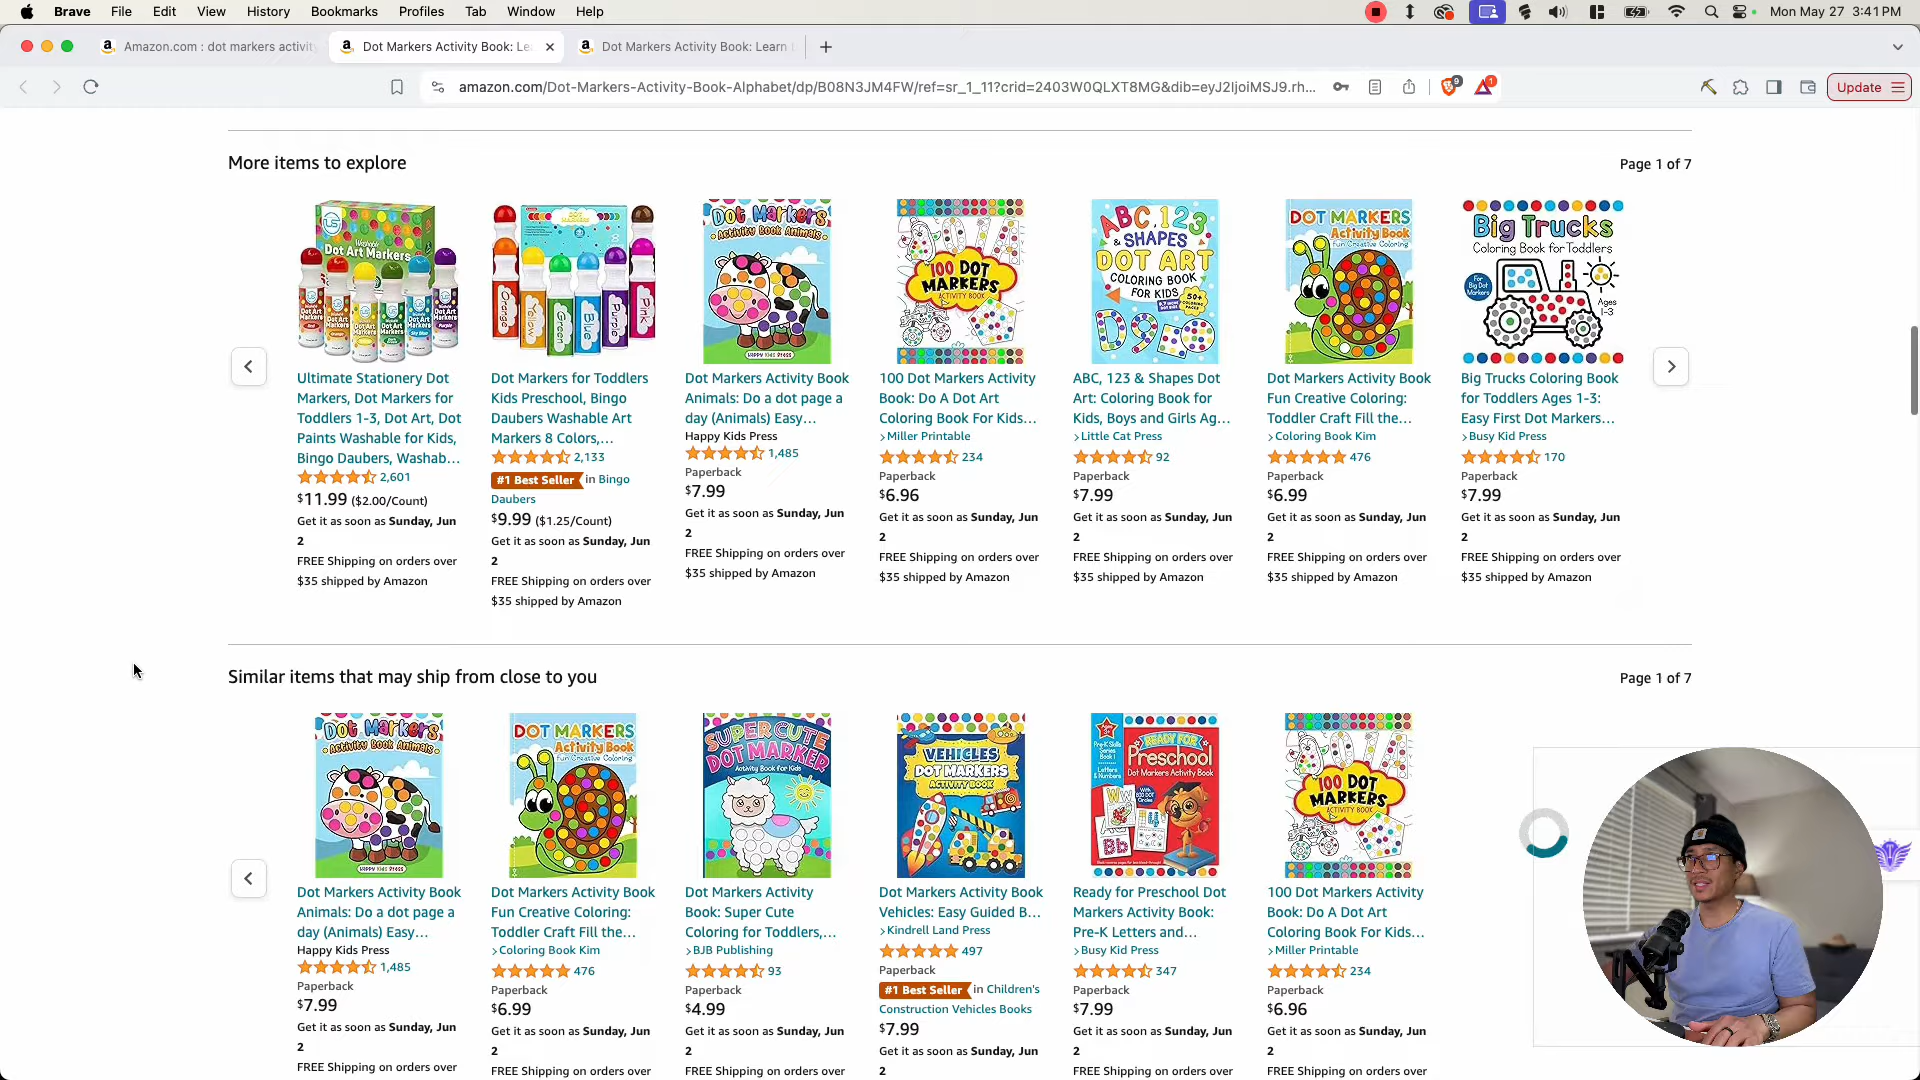 Brave File Edit View History Bookmarks Profiles Tab Window Help Mon May 27 3:41 PM
Amazon.com : dot markers activity
Dot Markers Activity Book: Le
Dot Markers Activity Book: Learn
amazon.com/Dot-Markers-Activity-Book-Alphabet/dp/B08N3JM4FW/ref=sr_1_11?crid=2403W0QLXT8MG&dib=eyJ2IjoiMSJ9.rh... 9 1 Update
More items to explore
Page 1 of 7
Ultimate Stationery Dot
Markers, Dot Markers for
Toddlers 1-3, Dot Art, Dot
Paints Washable for Kids,
Bingo Daubers, Washab...
2,601
$11.99 ($2.00/Count)
Get it as soon as Sunday, Jun
2
FREE Shipping on orders over
$35 shipped by Amazon
Dot Markers for Toddlers
Kids Preschool, Bingo
Daubers Washable Art
Markers 8 Colors,...
2,133
#1 Best Seller in Bingo
Daubers
$9.99 ($1.25/Count)
Get it as soon as Sunday, Jun
2
FREE Shipping on orders over
$35 shipped by Amazon
Dot Markers Activity Book
Animals: Do a dot page a
day (Animals) Easy...
Happy Kids Press
1,485
Paperback
$7.99
Get it as soon as Sunday, Jun
2
FREE Shipping on orders over
$35 shipped by Amazon
100 Dot Markers Activity
Book: Do A Dot Art
Coloring Book For Kids...
›Miller Printable
234
Paperback
$6.96
Get it as soon as Sunday, Jun
2
FREE Shipping on orders over
$35 shipped by Amazon
ABC, 123 & Shapes Dot
Art: Coloring Book for
Kids, Boys and Girls Ag...
›Little Cat Press
92
Paperback
$7.99
Get it as soon as Sunday, Jun
2
FREE Shipping on orders over
$35 shipped by Amazon
Dot Markers Activity Book
Fun Creative Coloring:
Toddler Craft Fill the...
›Coloring Book Kim
476
Paperback
$6.99
Get it as soon as Sunday, Jun
2
FREE Shipping on orders over
$35 shipped by Amazon
Big Trucks Coloring Book
for Toddlers Ages 1-3:
Easy First Dot Markers...
›Busy Kid Press
170
Paperback
$7.99
Get it as soon as Sunday, Jun
2
FREE Shipping on orders over
$35 shipped by Amazon
Similar items that may ship from close to you
Page 1 of 7
Dot Markers Activity Book
Animals: Do a dot page a
day (Animals) Easy...
Happy Kids Press
1,485
Paperback
$7.99
Get it as soon as Sunday, Jun
2
FREE Shipping on orders over
Dot Markers Activity Book
Fun Creative Coloring:
Toddler Craft Fill the...
›Coloring Book Kim
476
Paperback
$6.99
Get it as soon as Sunday, Jun
2
FREE Shipping on orders over
Dot Markers Activity
Book: Super Cute
Coloring for Toddlers,...
›BJB Publishing
93
Paperback
$4.99
Get it as soon as Sunday, Jun
2
FREE Shipping on orders over
Dot Markers Activity Book
Vehicles: Easy Guided B...
›Kindrell Land Press
497
Paperback
#1 Best Seller in Children's
Construction Vehicles Books
$7.99
Get it as soon as Sunday, Jun
2
Ready for Preschool Dot
Markers Activity Book:
Pre-K Letters and...
›Busy Kid Press
347
Paperback
$7.99
Get it as soon as Sunday, Jun
2
FREE Shipping on orders over
100 Dot Markers Activity
Book: Do A Dot Art
Coloring Book For Kids...
›Miller Printable
234
Paperback
$6.96
Get it as soon as Sunday, Jun
2
FREE Shipping on orders over